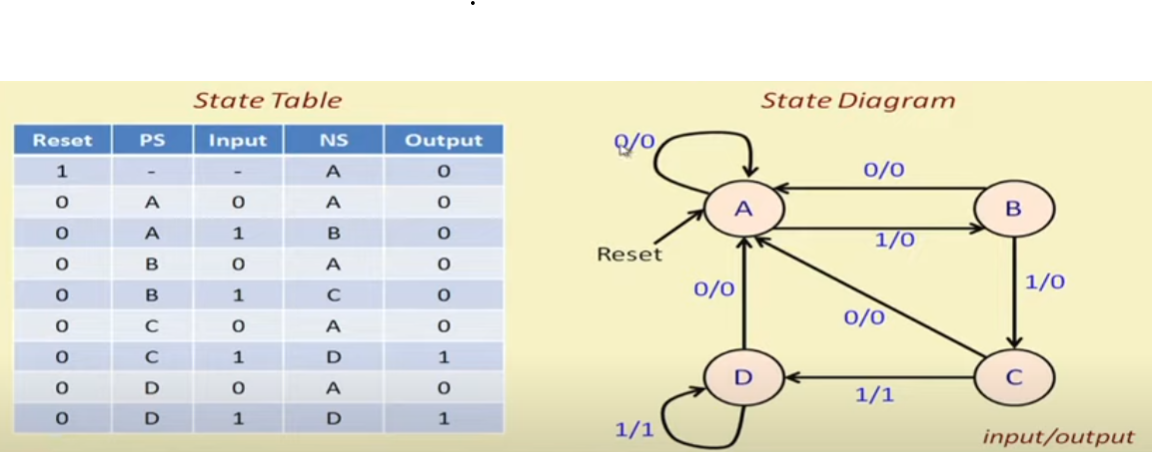 State Table
Reset PS Input NS Output
1 - - A 0
0 A 0 A 0
0 A 1 B 0
0 B 0 A 0
0 B 1 C 0
0 C 0 A 0
0 C 1 D 1
0 D 0 A 0
0 D 1 D 1
State Diagram
0/0
0/0
A
B
1/0
Reset
0/0
1/0
0/0
D
C
1/1
1/1
input/output